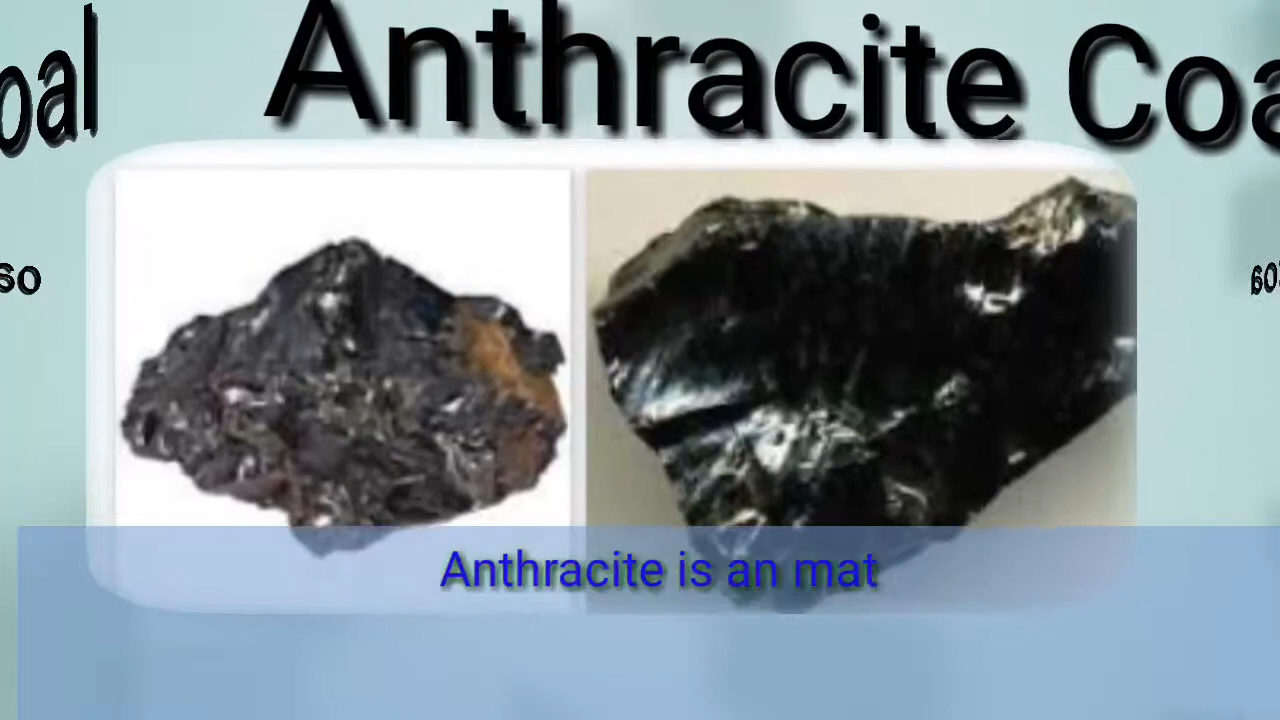 oal Anthracite Coa
so
Anthracite is an mat